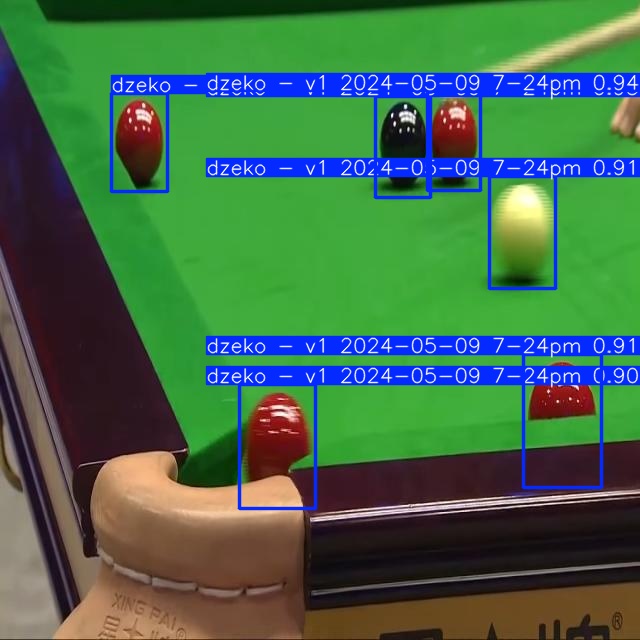 dzeko -
dzeko - v1 2024-05-09 7-24pm 0.94
dzeko - v1 2024-05-09 7-24pm 0.91
dzeko - v1 2024-05-09 7-24pm 0.91
dzeko - v1 2024-05-09 7-24pm 0.90
XING PAI®
®